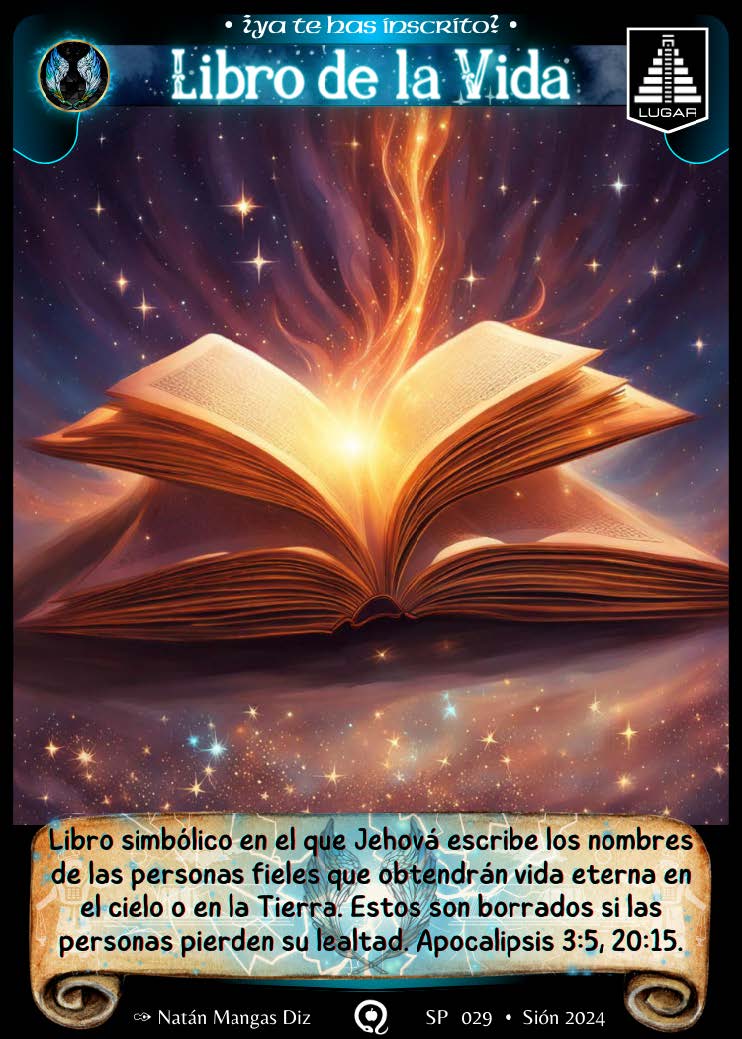 • ¿ya te has inscrito? •
Libro de la Vida
LUGAR
Libro simbólico en el que Jehová escribe los nombres
de las personas fieles que obtendrán vida eterna en
el cielo o en la Tierra. Estos son borrados si las
personas pierden su lealtad. Apocalipsis 3:5, 20:15.
Natán Mangas Diz
SP 029 • Sión 2024